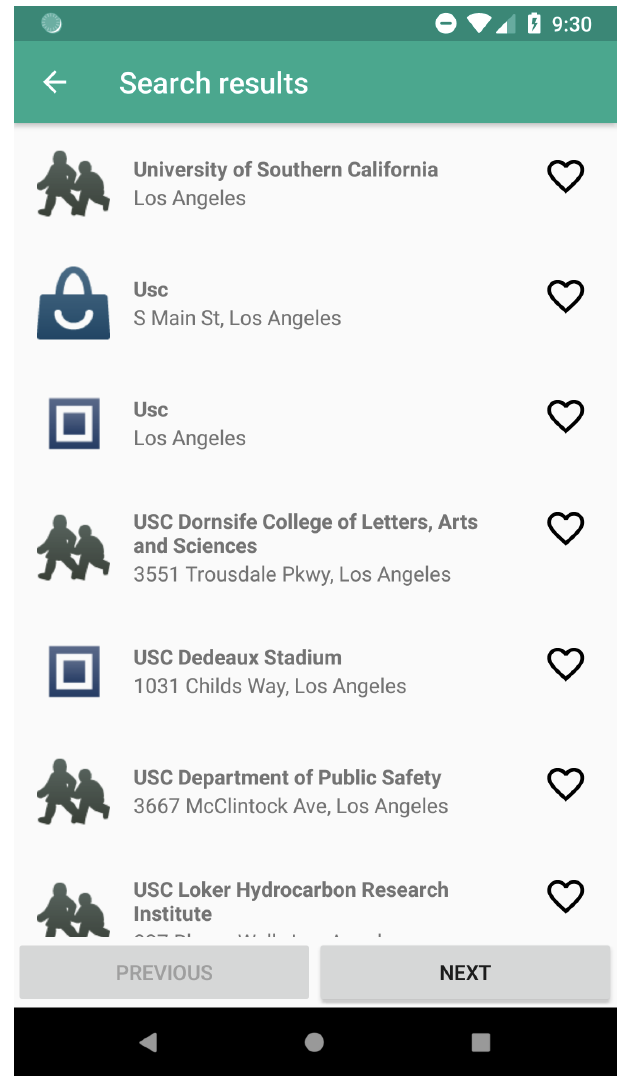 9:30
Search results
University of Southern California
Los Angeles
Usc
S Main St, Los Angeles
Usc
Los Angeles
USC Dornsife College of Letters, Arts
and Sciences
3551 Trousdale Pkwy, Los Angeles
USC Dedeaux Stadium
1031 Childs Way, Los Angeles
USC Department of Public Safety
3667 McClintock Ave, Los Angeles
USC Loker Hydrocarbon Research
Institute
PREVIOUS
NEXT